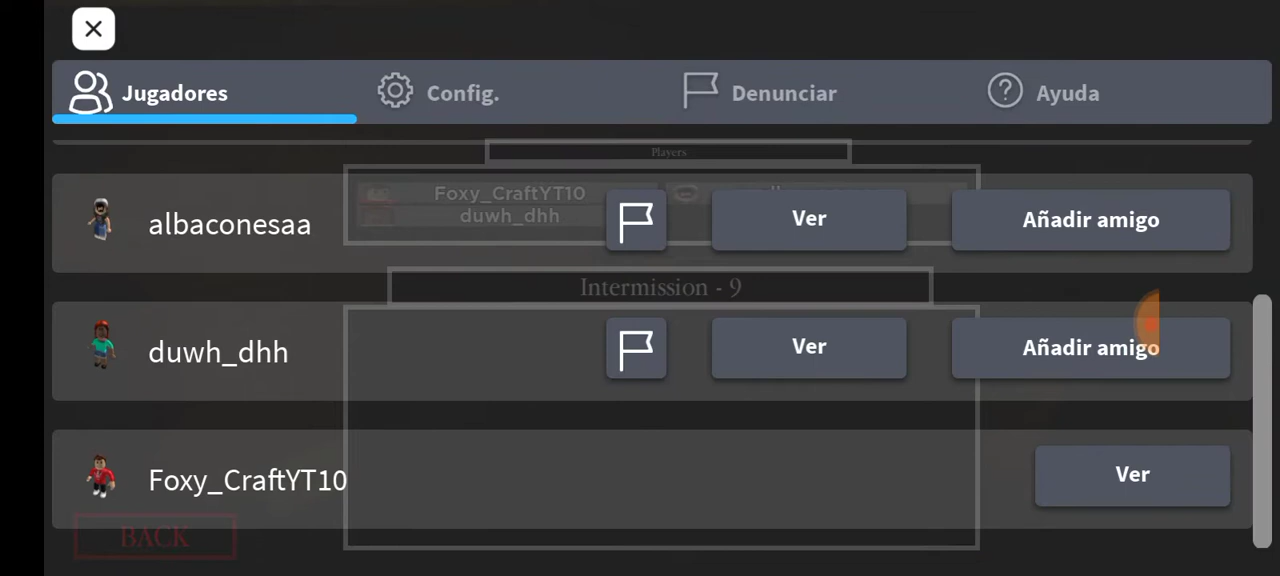 Jugadores Config. Denunciar Ayuda
Players
Foxy_CraftYT10
duwh_dhh
albaconesaa Ver Añadir amigo
Intermission - 9
duwh_dhh Ver Añadir amigo
Foxy_CraftYT10 Ver
BACK